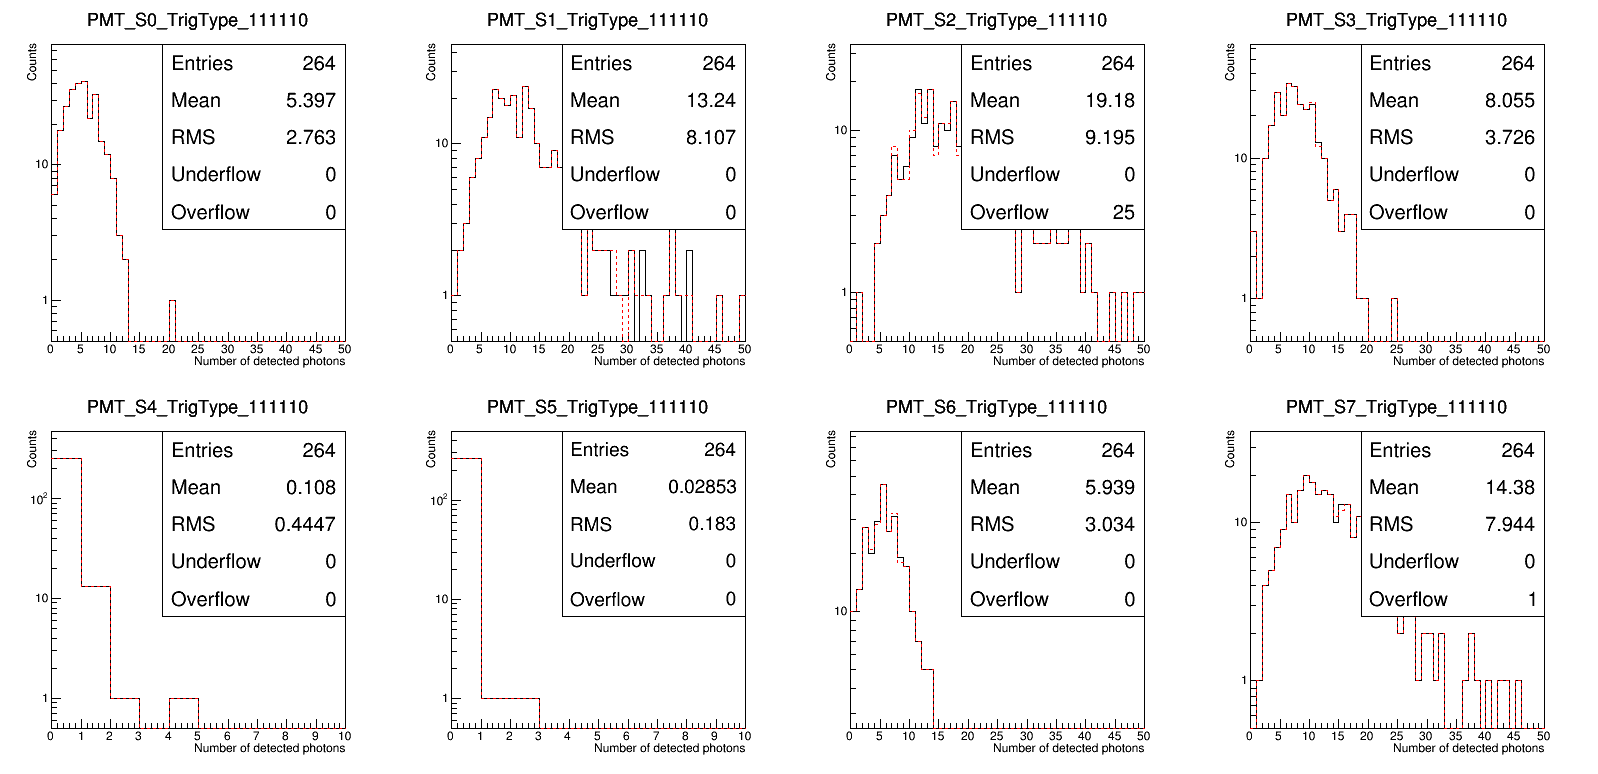 PMT_S0_TrigType_111110
Counts
Entries 264
Mean 5.397
RMS 2.763
Underflow 0
Overflow 0
10
1
0 5 10 15 20 25 30 35 40 45 50
Number of detected photons
PMT_S1_TrigType_111110
Counts
Entries 264
Mean 13.24
RMS 8.107
Underflow 0
Overflow 0
10
1
0 5 10 15 20 25 30 35 40 45 50
Number of detected photons
PMT_S2_TrigType_111110
Counts
Entries 264
Mean 19.18
RMS 9.195
Underflow 0
Overflow 25
10
1
0 5 10 15 20 25 30 35 40 45 50
Number of detected photons
PMT_S3_TrigType_111110
Counts
Entries 264
Mean 8.055
RMS 3.726
Underflow 0
Overflow 0
10
1
0 5 10 15 20 25 30 35 40 45 50
Number of detected photons
PMT_S4_TrigType_111110
Counts
Entries 264
Mean 0.108
RMS 0.4447
Underflow 0
Overflow 0
10²
10
1
0 1 2 3 4 5 6 7 8 9 10
Number of detected photons
PMT_S5_TrigType_111110
Counts
Entries 264
Mean 0.02853
RMS 0.183
Underflow 0
Overflow 0
10²
10
1
0 1 2 3 4 5 6 7 8 9 10
Number of detected photons
PMT_S6_TrigType_111110
Counts
Entries 264
Mean 5.939
RMS 3.034
Underflow 0
Overflow 0
10
0 5 10 15 20 25 30 35 40 45 50
Number of detected photons
PMT_S7_TrigType_111110
Counts
Entries 264
Mean 14.38
RMS 7.944
Underflow 0
Overflow 1
10
1
0 5 10 15 20 25 30 35 40 45 50
Number of detected photons